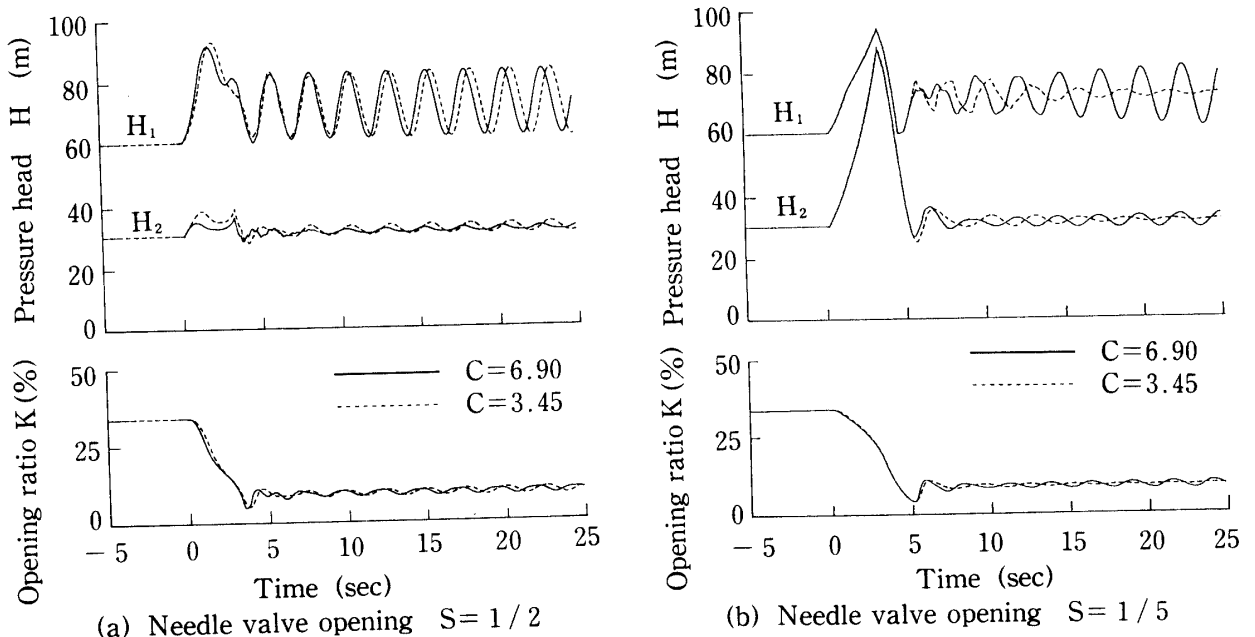 Pressure head H (m)
100
80
60
40
20
0
H₁
H₂
Opening ratio K (%)
50
25
0
C=6.90
C=3.45
−5 0 5 10 15 20 25
Time (sec)
(a) Needle valve opening S=1/2
Pressure head H (m)
100
80
60
40
20
0
H₁
H₂
Opening ratio K (%)
50
25
0
C=6.90
C=3.45
−5 0 5 10 15 20 25
Time (sec)
(b) Needle valve opening S=1/5